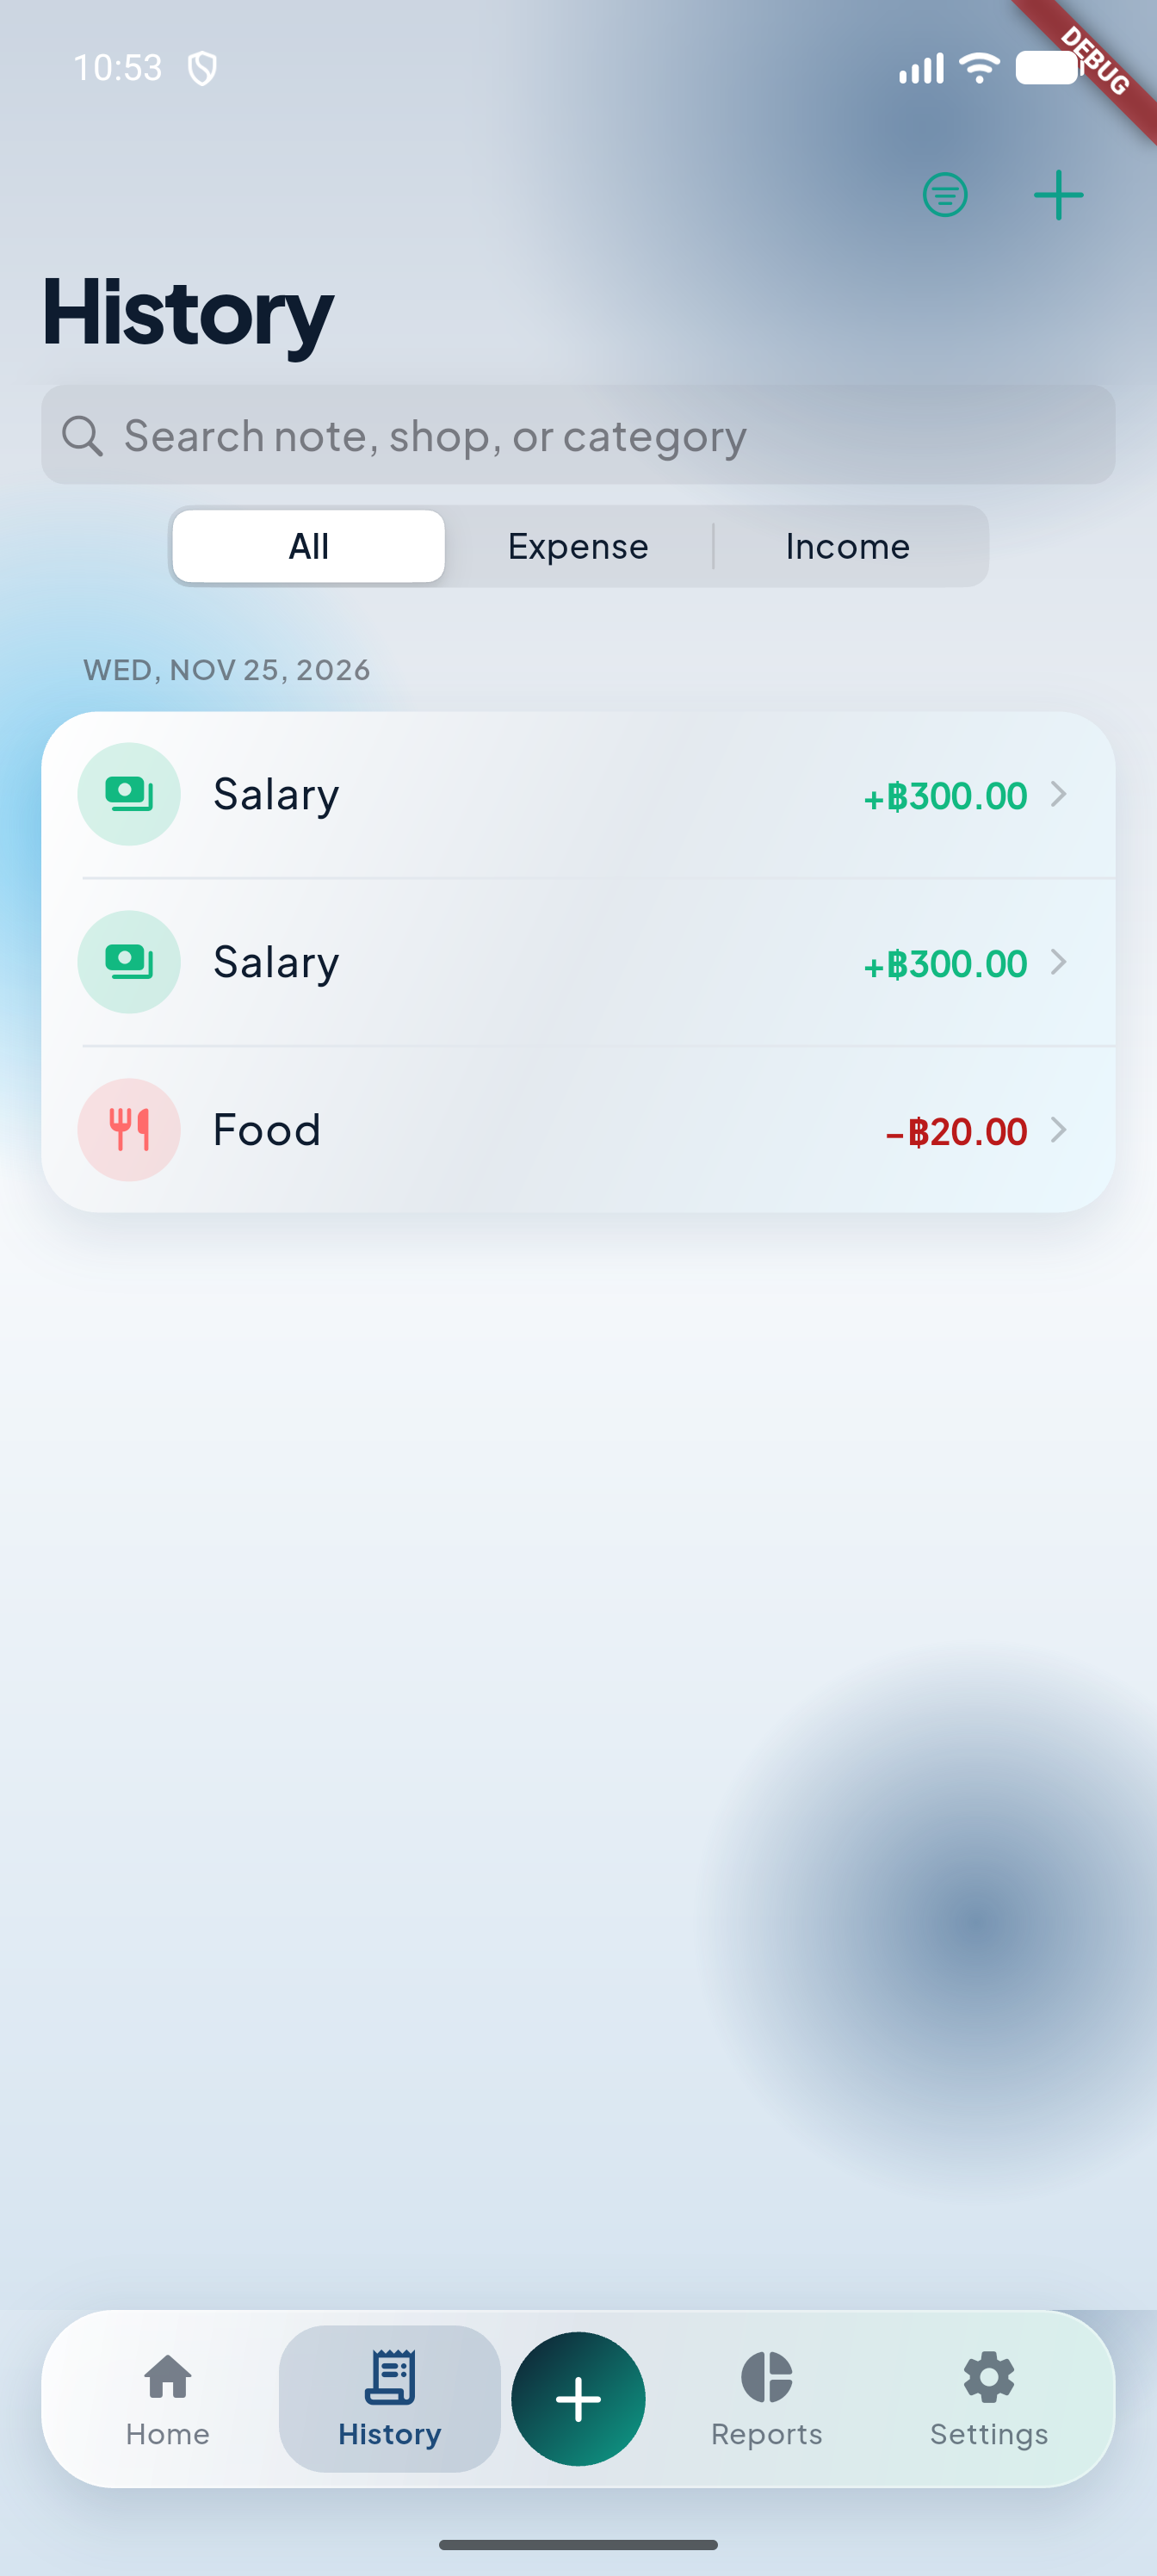 10:53
DEBUG
History
Search note, shop, or category
All Expense Income
WED, NOV 25, 2026
Salary +฿300.00
Salary +฿300.00
Food −฿20.00
Home History Reports Settings